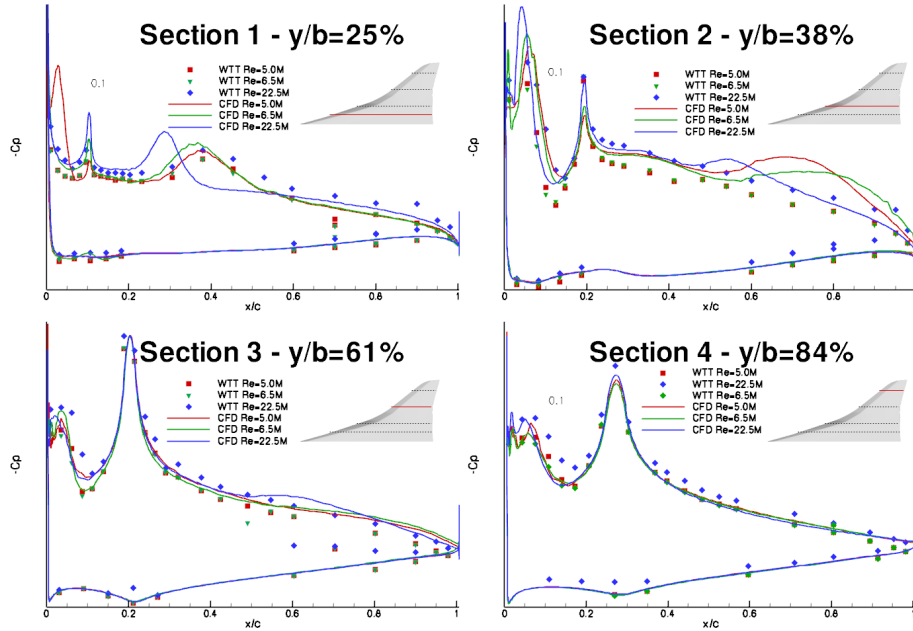 Section 1 - y/b=25%
WTT Re=5.0M
WTT Re=6.5M
WTT Re=22.5M
CFD Re=5.0M
CFD Re=6.5M
CFD Re=22.5M
0.1
-Cp
0 0.2 0.4 0.6 0.8 1
x/c
Section 2 - y/b=38%
WTT Re=5.0M
WTT Re=6.5M
WTT Re=22.5M
CFD Re=5.0M
CFD Re=6.5M
CFD Re=22.5M
0.1
-Cp
0 0.2 0.4 0.6 0.8 1
x/c
Section 3 - y/b=61%
WTT Re=5.0M
WTT Re=6.5M
WTT Re=22.5M
CFD Re=5.0M
CFD Re=6.5M
CFD Re=22.5M
-Cp
0 0.2 0.4 0.6 0.8 1
x/c
Section 4 - y/b=84%
WTT Re=5.0M
WTT Re=22.5M
WTT Re=6.5M
CFD Re=5.0M
CFD Re=6.5M
CFD Re=22.5M
0.1
-Cp
0 0.2 0.4 0.6 0.8 1
x/c